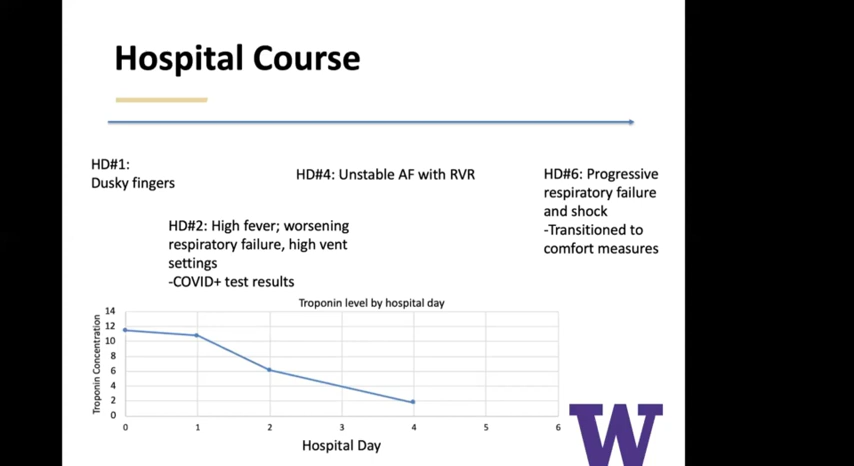 Hospital Course
HD#1:
Dusky fingers
HD#4: Unstable AF with RVR
HD#6: Progressive
respiratory failure
and shock
-Transitioned to
comfort measures
HD#2: High fever; worsening
respiratory failure, high vent
settings
-COVID+ test results
Troponin level by hospital day
Troponin Concentration
14
12
10
8
6
4
2
0
0 1 2 3 4 5 6
Hospital Day
W